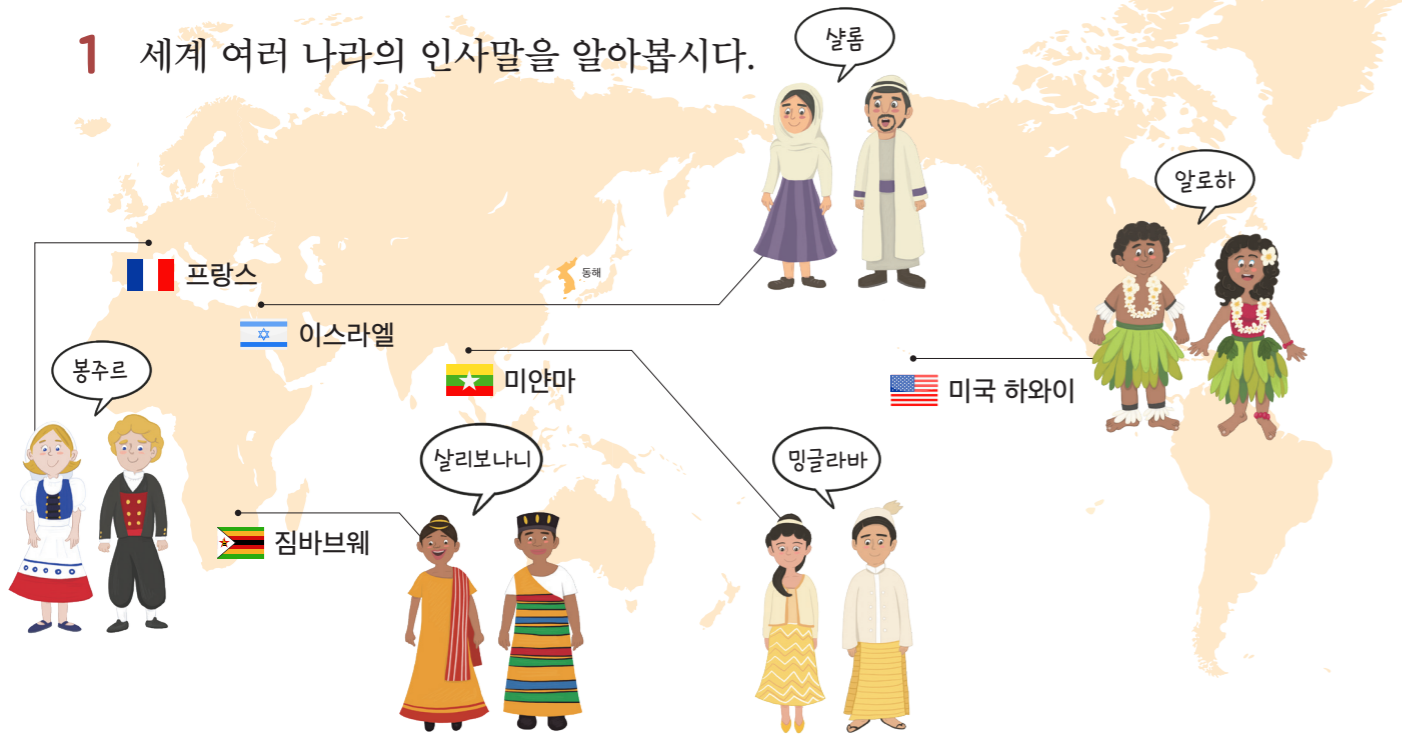 1 세계 여러 나라의 인사말을 알아봅시다.
샬롬
알로하
프랑스
동해
이스라엘
봉주르
미얀마
미국 하와이
살리보나니
밍글라바
짐바브웨